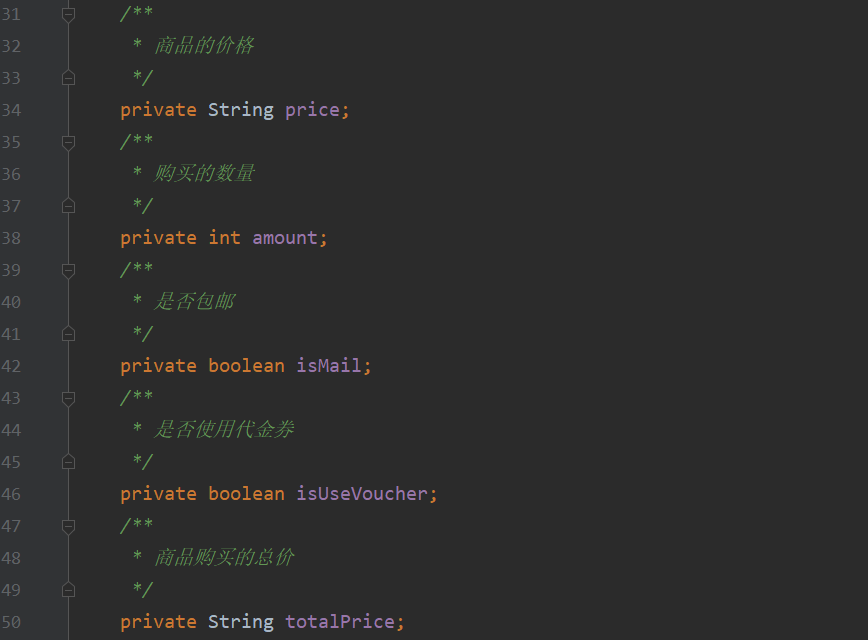 31 /**
32 * 商品的价格
33 */
34 private String price;
35 /**
36 * 购买的数量
37 */
38 private int amount;
39 /**
40 * 是否包邮
41 */
42 private boolean isMail;
43 /**
44 * 是否使用代金券
45 */
46 private boolean isUseVoucher;
47 /**
48 * 商品购买的总价
49 */
50 private String totalPrice;